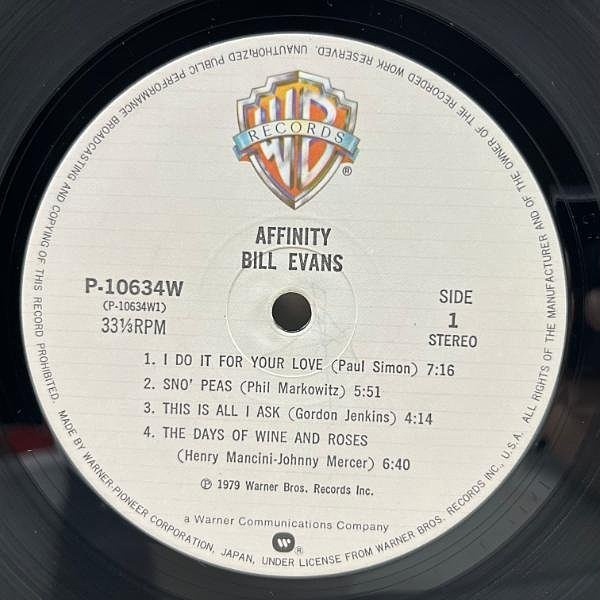 UNAUTHORIZED PUBLIC PERFORMANCE BROADCASTING AND COPYING OF THIS RECORD PROHIBITED. MADE BY WARNER-PIONEER CORPORATION, JAPAN, UNDER LICENSE FROM WARNER BROS. RECORDS INC., U.S.A. ALL RIGHTS OF THE MANUFACTURER AND OF THE OWNER OF THE RECORDED WORK RESERVED.
WB
RECORDS
®
AFFINITY
BILL EVANS
P-10634W
(P-10634W1)
33⅓RPM
SIDE
1
STEREO
1. I DO IT FOR YOUR LOVE (Paul Simon) 7:16
2. SNO' PEAS (Phil Markowitz) 5:51
3. THIS IS ALL I ASK (Gordon Jenkins) 4:14
4. THE DAYS OF WINE AND ROSES
(Henry Mancini-Johnny Mercer) 6:40
℗ 1979 Warner Bros. Records Inc.
a Warner Communications Company
®